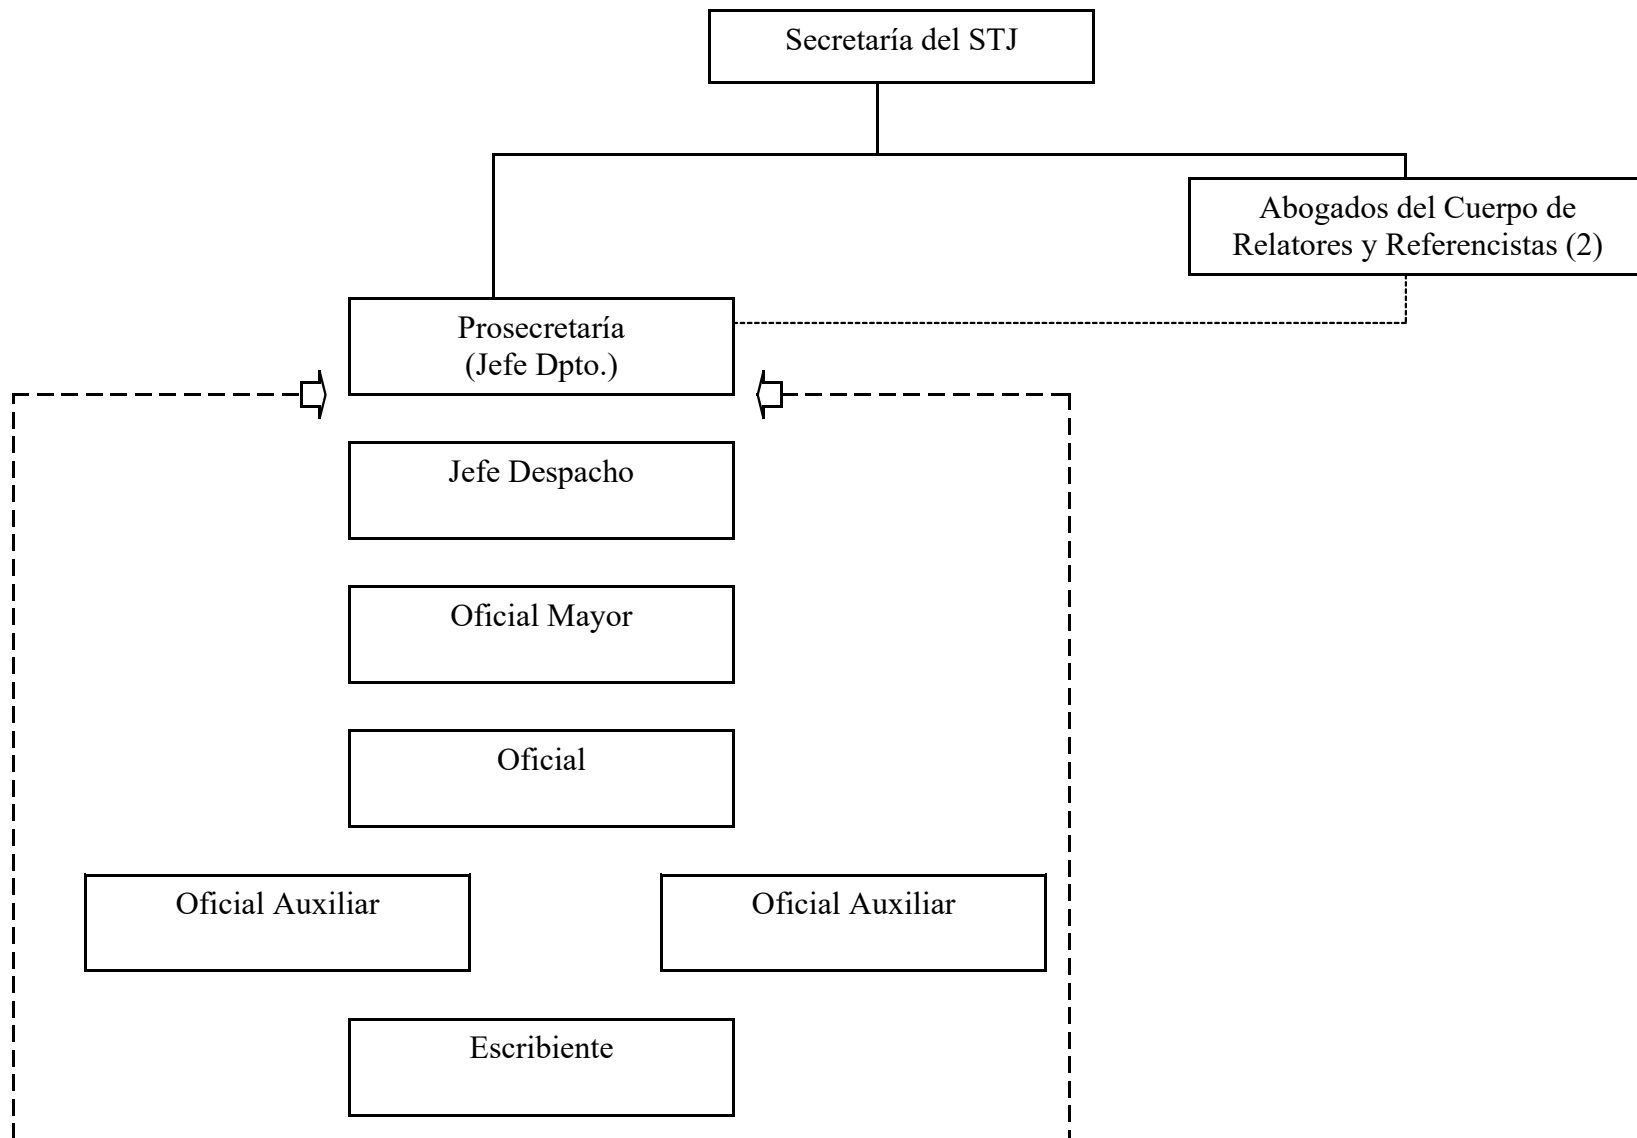 Secretaría del STJ
Abogados del Cuerpo de
Relatores y Referencistas (2)
Prosecretaría
(Jefe Dpto.)
Jefe Despacho
Oficial Mayor
Oficial
Oficial Auxiliar
Oficial Auxiliar
Escribiente